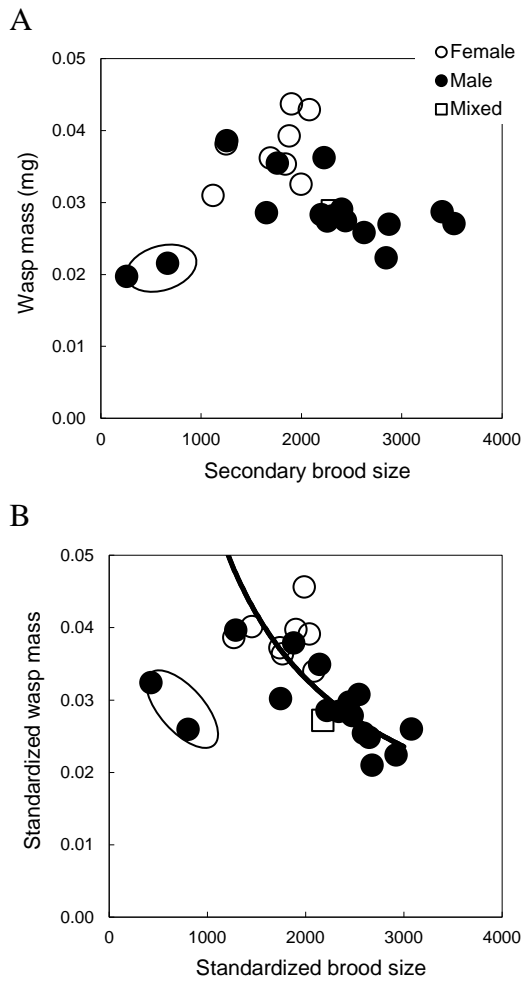 A
Female
Male
Mixed
0.05
0.04
0.03
0.02
0.01
0.00
Wasp mass (mg)
0 1000 2000 3000 4000
Secondary brood size
B
0.05
0.04
0.03
0.02
0.01
0.00
Standardized wasp mass
0 1000 2000 3000 4000
Standardized brood size